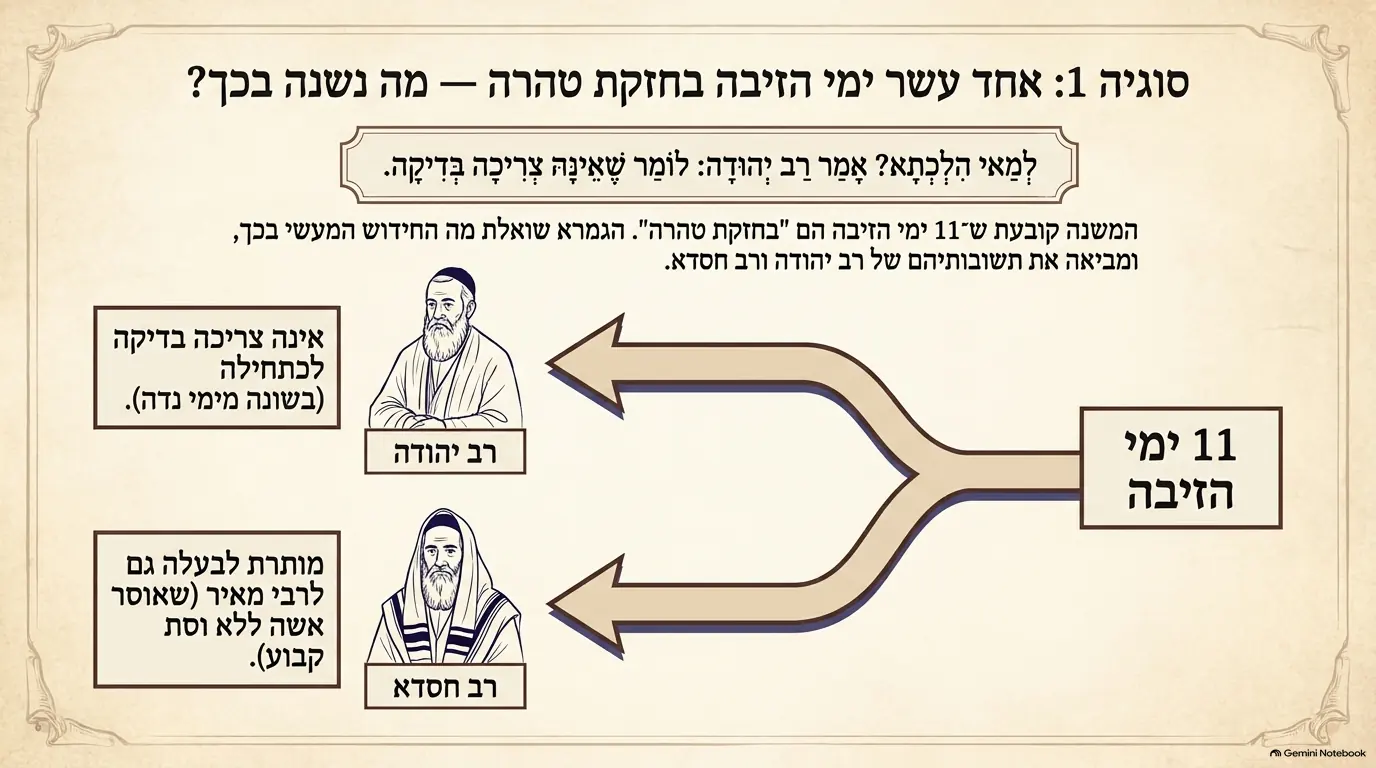 סוגיה 1: אחד עשר ימי הזיבה בחזקת טהרה — מה נשנה בכך?
לְמַאי הִלְכְתָא? אָמַר רַב יְהוּדָה: לוֹמַר שֶׁאֵינָהּ צְרִיכָה בְּדִיקָה.
המשנה קובעת ש־11 ימי הזיבה הם "בחזקת טהרה". הגמרא שואלת מה החידוש המעשי בכך,
ומביאה את תשובותיהם של רב יהודה ורב חסדא.
11 ימי
הזיבה
רב יהודה
אינה צריכה בדיקה
לכתחילה
(בשונה מימי נדה).
רב חסדא
מותרת לבעלה גם
לרבי מאיר (שאוסר
אשה ללא וסת
קבוע).
Gemini Notebook